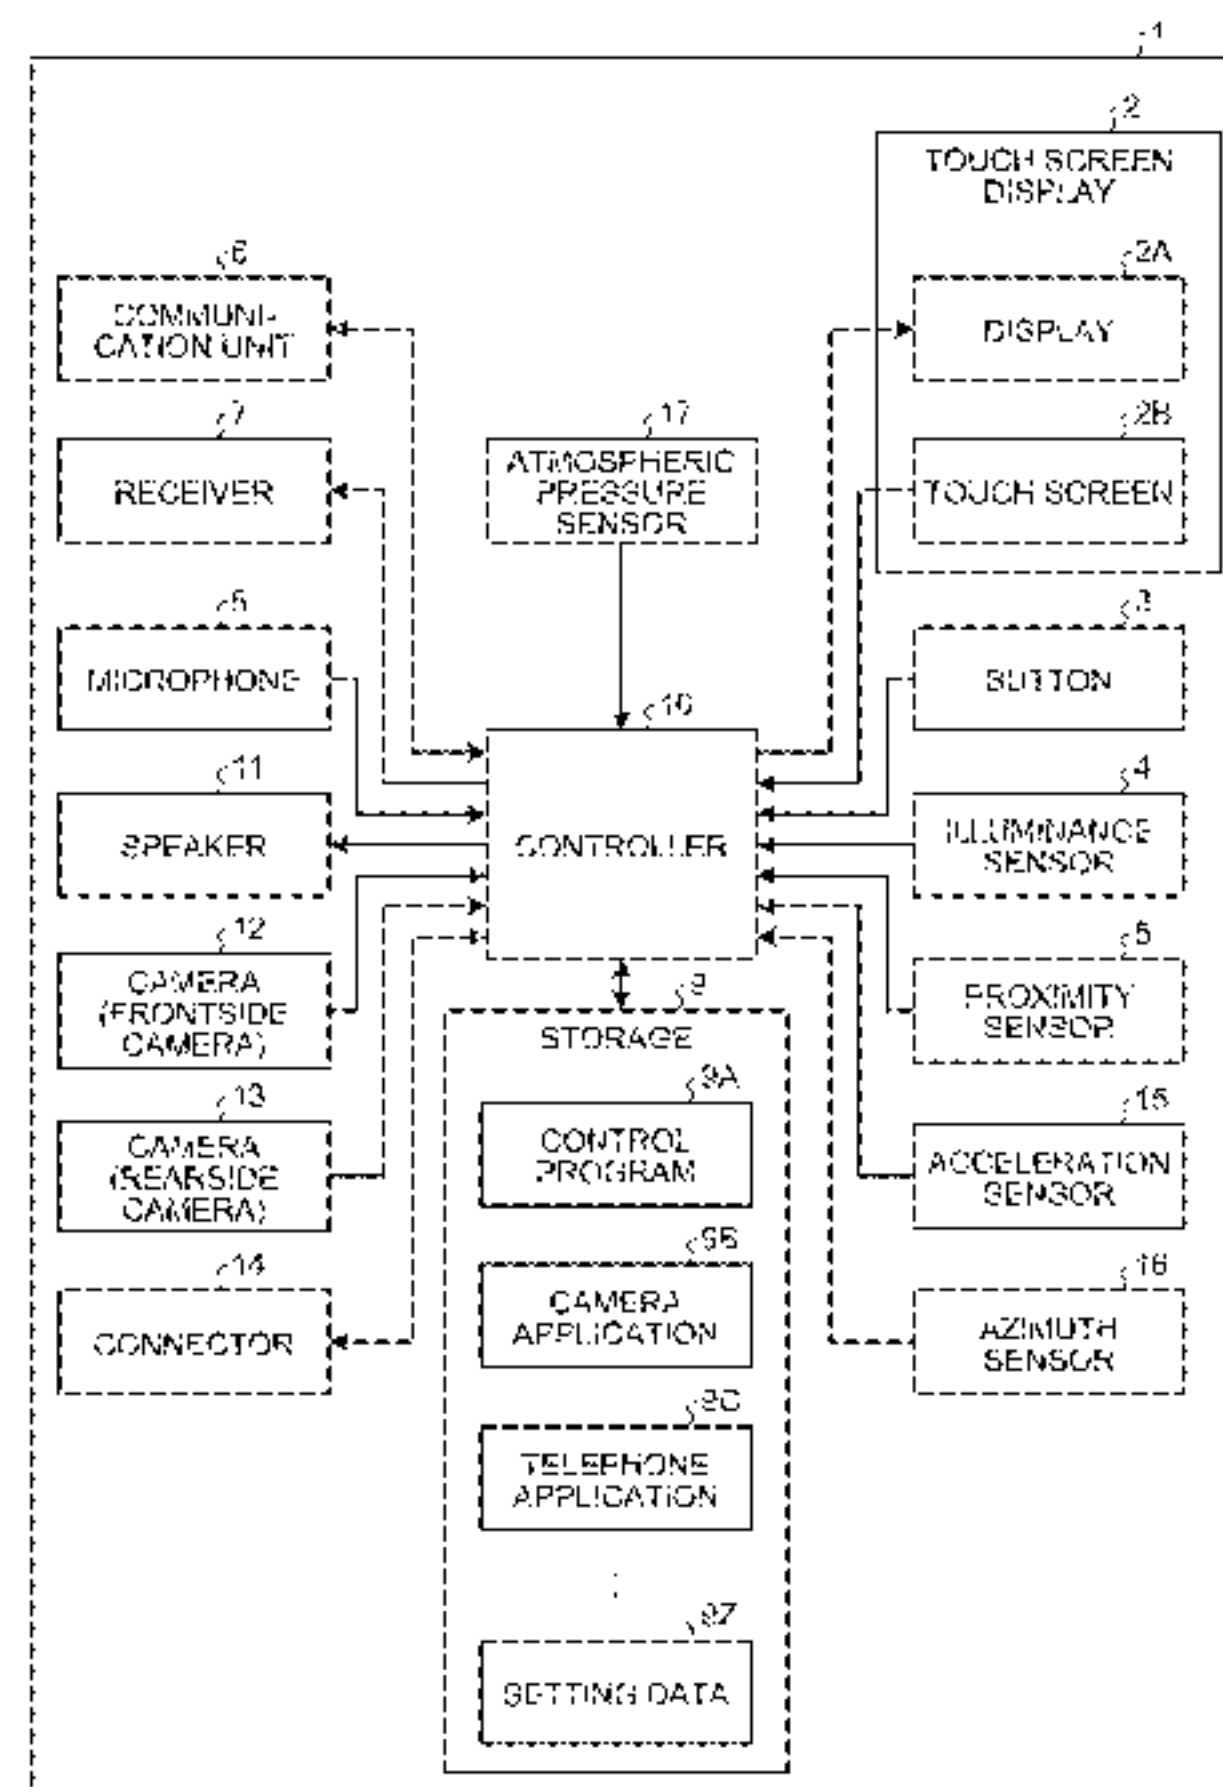 1
2
TOUCH SCREEN
DISPLAY
6
COMMUNI-
CATION UNIT
2A
DISPLAY
7
RECEIVER
17
ATMOSPHERIC
PRESSURE
SENSOR
2B
TOUCH SCREEN
MICROPHONE
3
BUTTON
10
CONTROLLER
11
SPEAKER
4
ILLUMINANCE
SENSOR
12
CAMERA
(FRONTSIDE
CAMERA)
5
PROXIMITY
SENSOR
9
STORAGE
9A
CONTROL
PROGRAM
13
CAMERA
(REARSIDE
CAMERA)
15
ACCELERATION
SENSOR
9B
CAMERA
APPLICATION
14
CONNECTOR
16
AZIMUTH
SENSOR
9C
TELEPHONE
APPLICATION
9Z
SETTING DATA